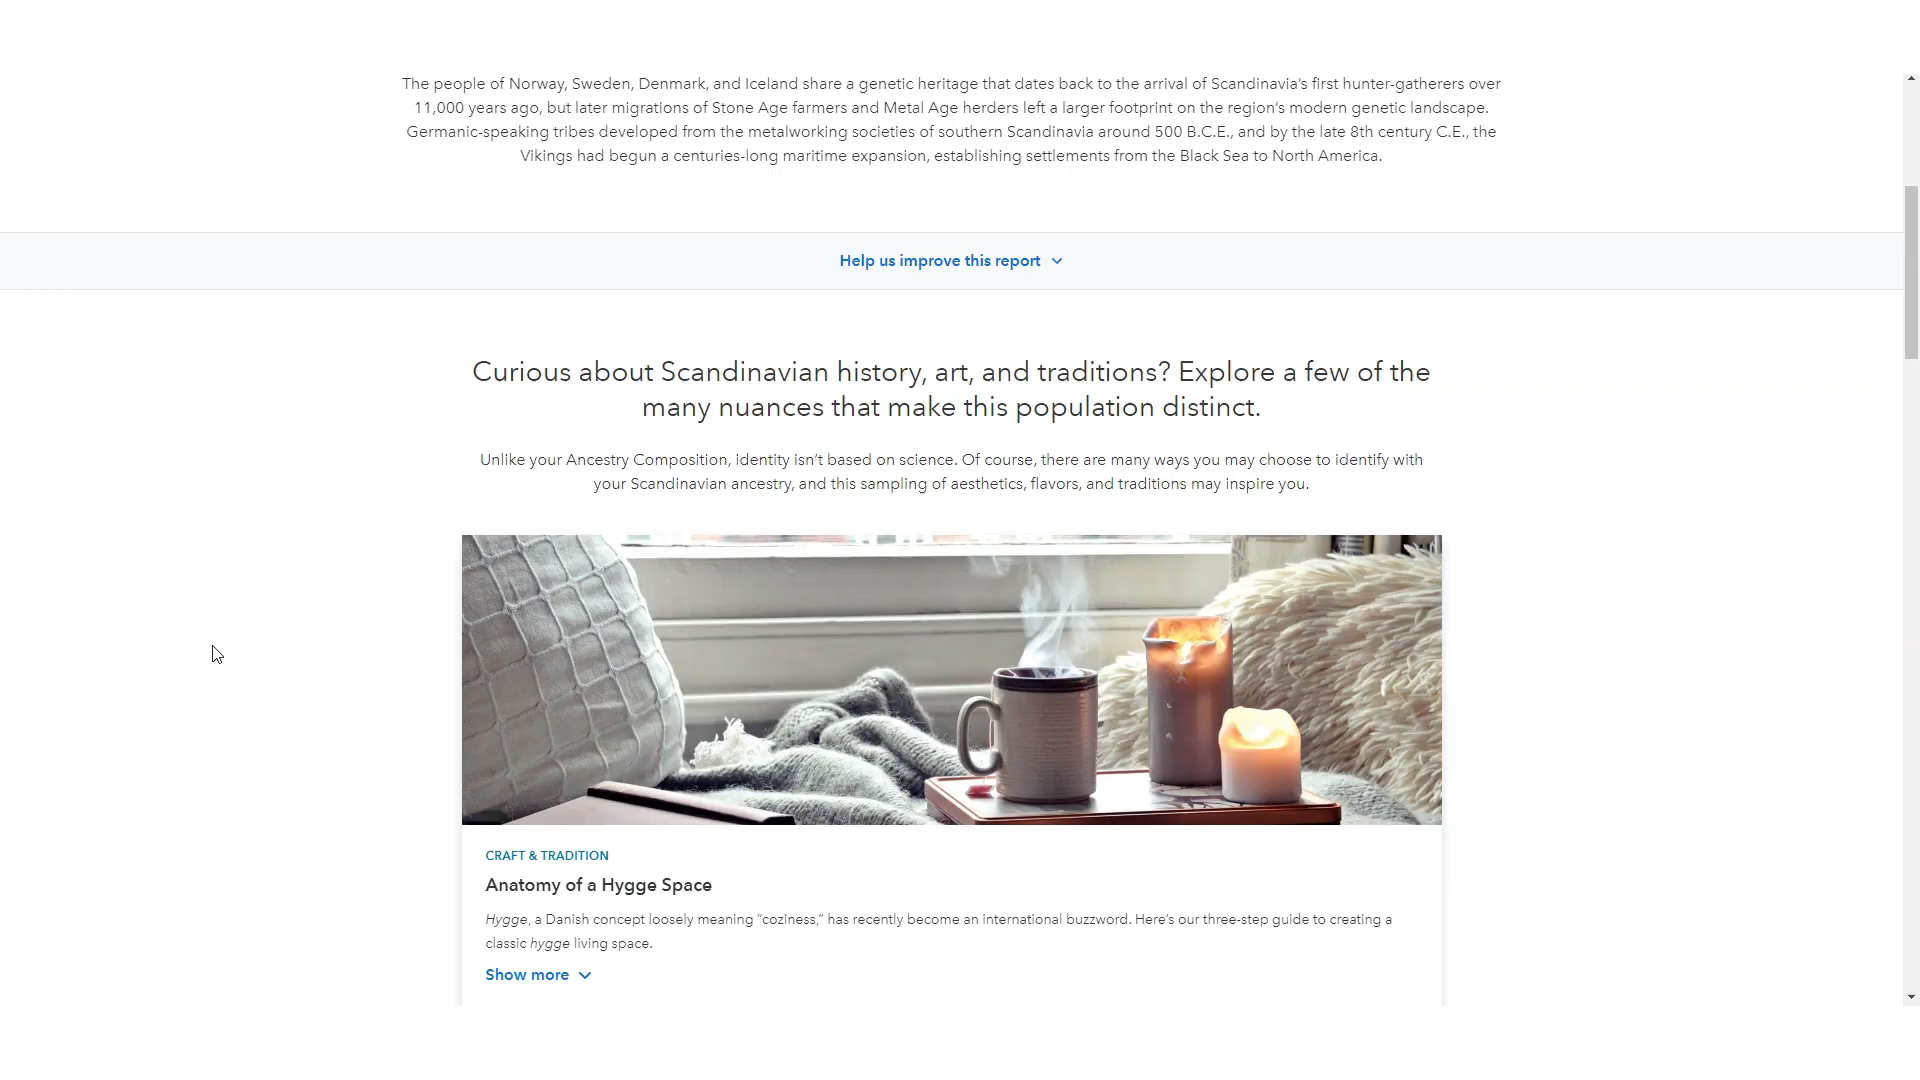 The people of Norway, Sweden, Denmark, and Iceland share a genetic heritage that dates back to the arrival of Scandinavia’s first hunter-gatherers over
11,000 years ago, but later migrations of Stone Age farmers and Metal Age herders left a larger footprint on the region’s modern genetic landscape.
Germanic-speaking tribes developed from the metalworking societies of southern Scandinavia around 500 B.C.E., and by the late 8th century C.E., the
Vikings had begun a centuries-long maritime expansion, establishing settlements from the Black Sea to North America.
Help us improve this report
Curious about Scandinavian history, art, and traditions? Explore a few of the
many nuances that make this population distinct.
Unlike your Ancestry Composition, identity isn’t based on science. Of course, there are many ways you may choose to identify with
your Scandinavian ancestry, and this sampling of aesthetics, flavors, and traditions may inspire you.
CRAFT & TRADITION
Anatomy of a Hygge Space
Hygge, a Danish concept loosely meaning “coziness,” has recently become an international buzzword. Here’s our three-step guide to creating a
classic hygge living space.
Show more